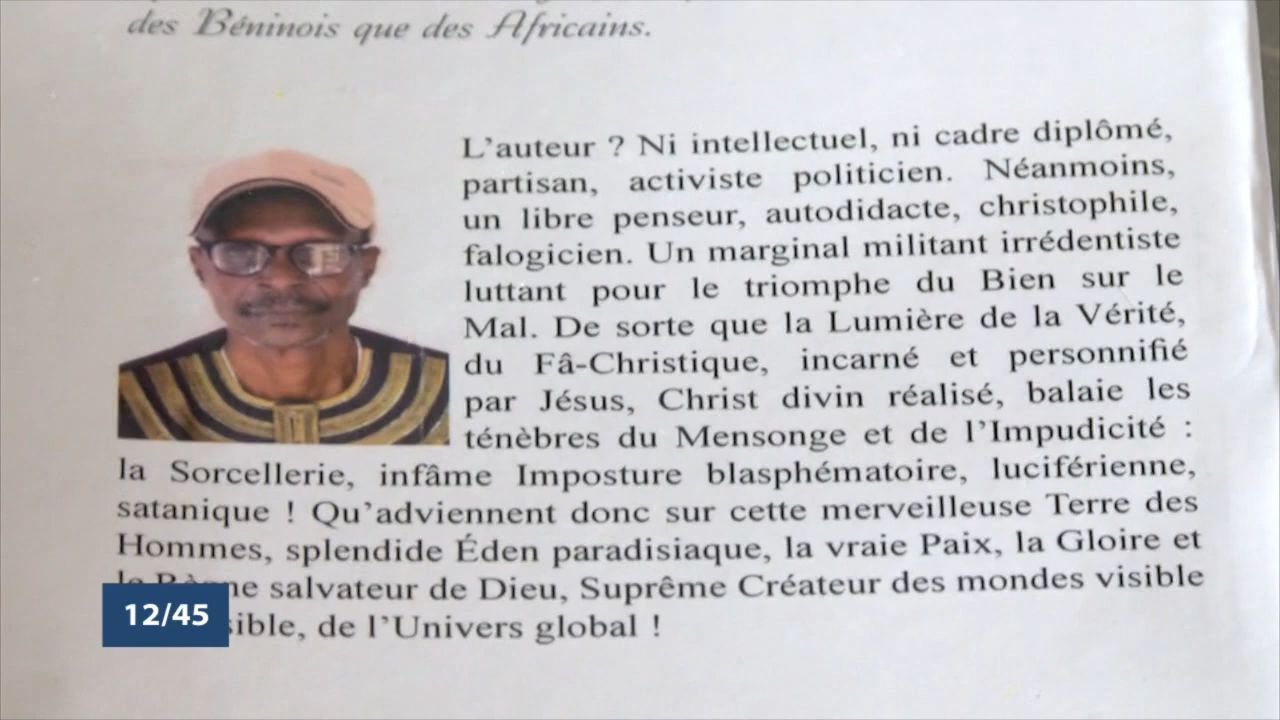 des Béninois que des Africains.
L'auteur ? Ni intellectuel, ni cadre diplômé,
partisan, activiste politicien. Néanmoins,
un libre penseur, autodidacte, christophile,
falogicien. Un marginal militant irrédentiste
luttant pour le triomphe du Bien sur le
Mal. De sorte que la Lumière de la Vérité,
du Fâ-Christique, incarné et personnifié
par Jésus, Christ divin réalisé, balaie les
ténèbres du Mensonge et de l'Impudicité :
la Sorcellerie, infâme Imposture blasphématoire, luciférienne,
satanique ! Qu'adviennent donc sur cette merveilleuse Terre des
Hommes, splendide Éden paradisiaque, la vraie Paix, la Gloire et
salvateur de Dieu, Suprême Créateur des mondes visible
de l'Univers global !
12/45